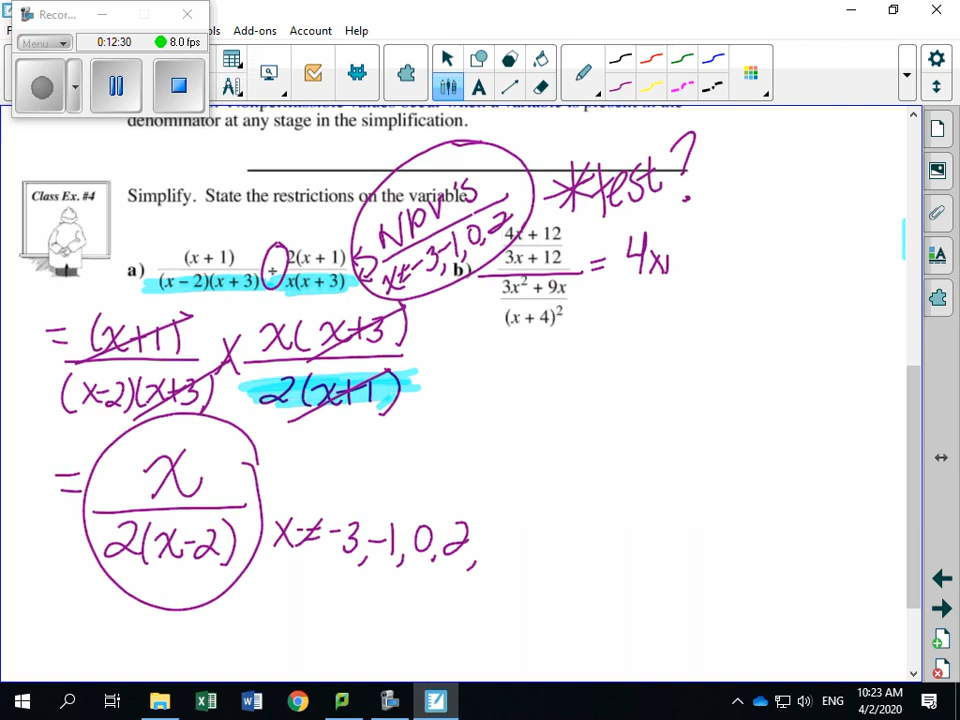 Recor...
Menu
0:12:30
8.0 fps
ols Add-ons Account Help
denominator at any stage in the simplification.
Class Ex. #4
Simplify. State the restrictions on the variable.
*test?
NPV's
x≠-3,-1,0,2
a) (x + 1)/(x − 2)(x + 3) ÷ 2(x + 1)/x(x + 3)
b) (4x + 12)/(3x + 12) / (3x² + 9x)/(x + 4)² = 4x
= (x+1)/(x-2)(x+3) × x(x+3)/2(x+1)
= x/2(x-2) x≠-3,-1,0,2,
ENG
10:23 AM
4/2/2020